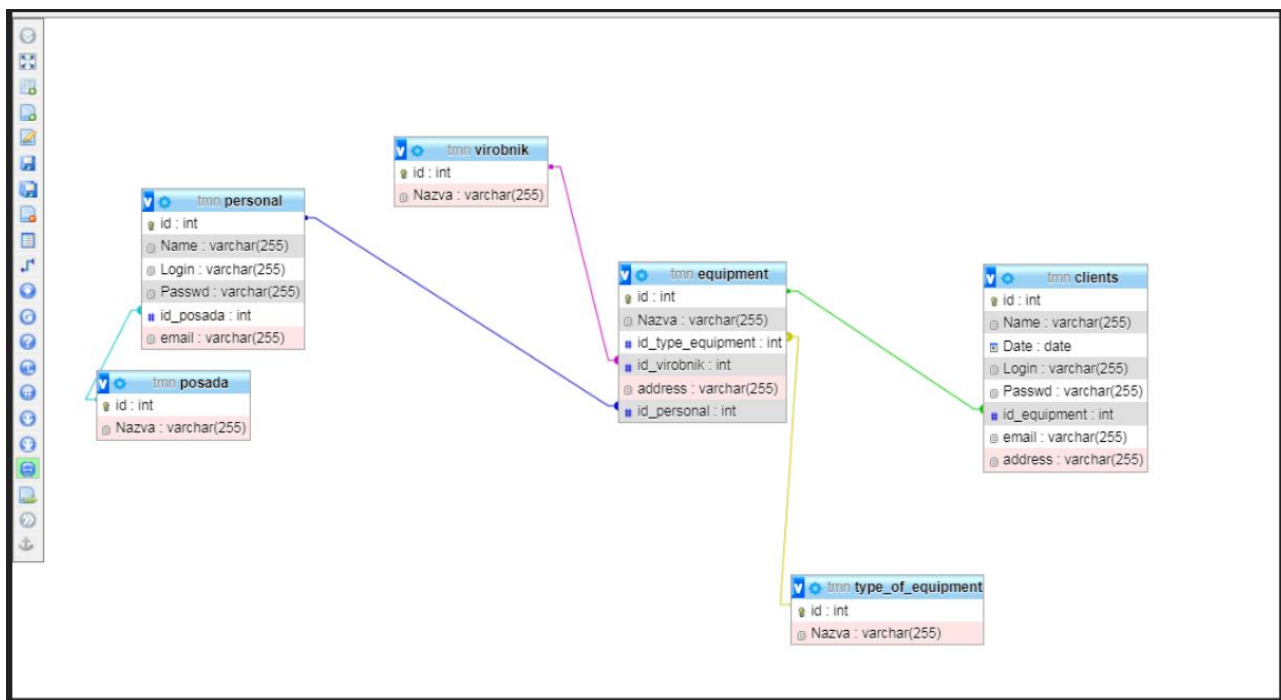 tmn virobnik
id : int
Nazva : varchar(255)
tmn personal
id : int
Name : varchar(255)
Login : varchar(255)
Passwd : varchar(255)
id_posada : int
email : varchar(255)
tmn posada
id : int
Nazva : varchar(255)
tmn equipment
id : int
Nazva : varchar(255)
id_type_equipment : int
id_virobnik : int
address : varchar(255)
id_personal : int
tmn clients
id : int
Name : varchar(255)
Date : date
Login : varchar(255)
Passwd : varchar(255)
id_equipment : int
email : varchar(255)
address : varchar(255)
tmn type_of_equipment
id : int
Nazva : varchar(255)